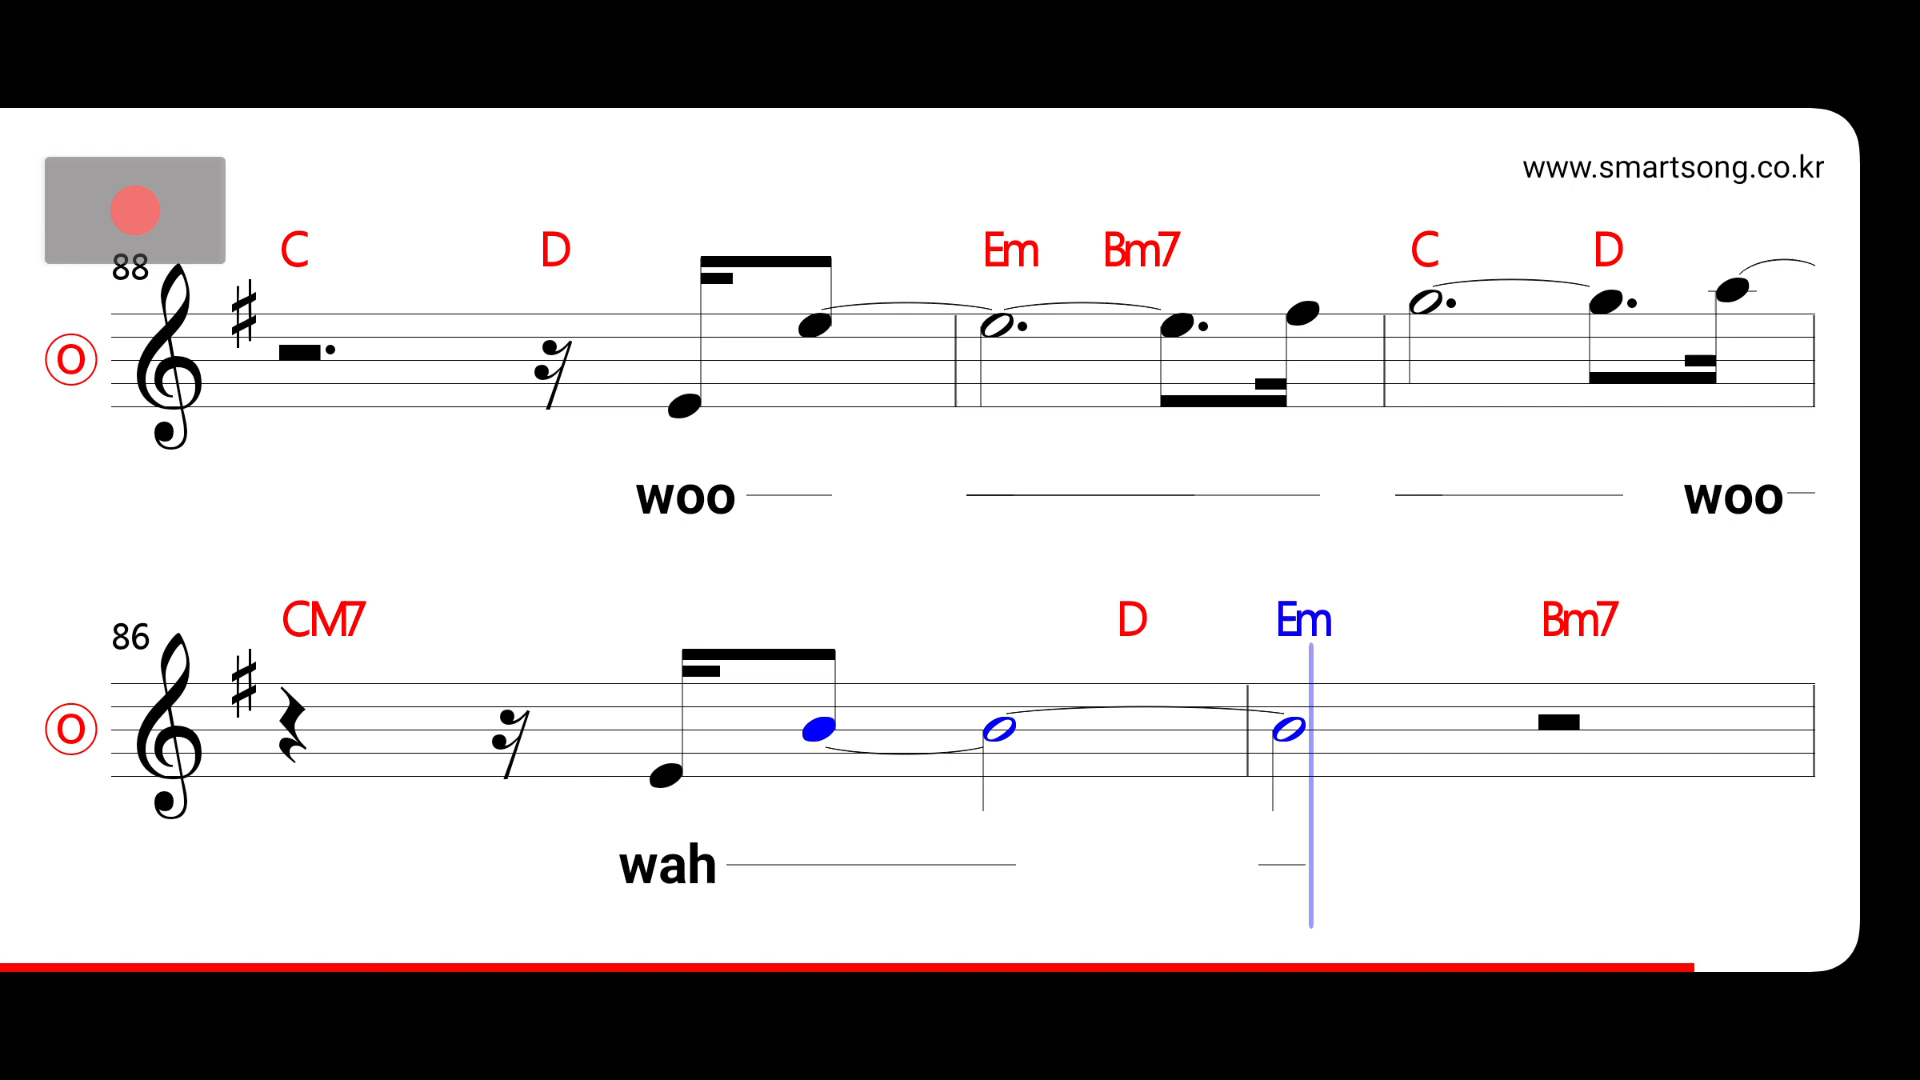 www.smartsong.co.kr
88 C D Em Bm7 C D
O
woo woo
86 CM7 D Em Bm7
O
wah